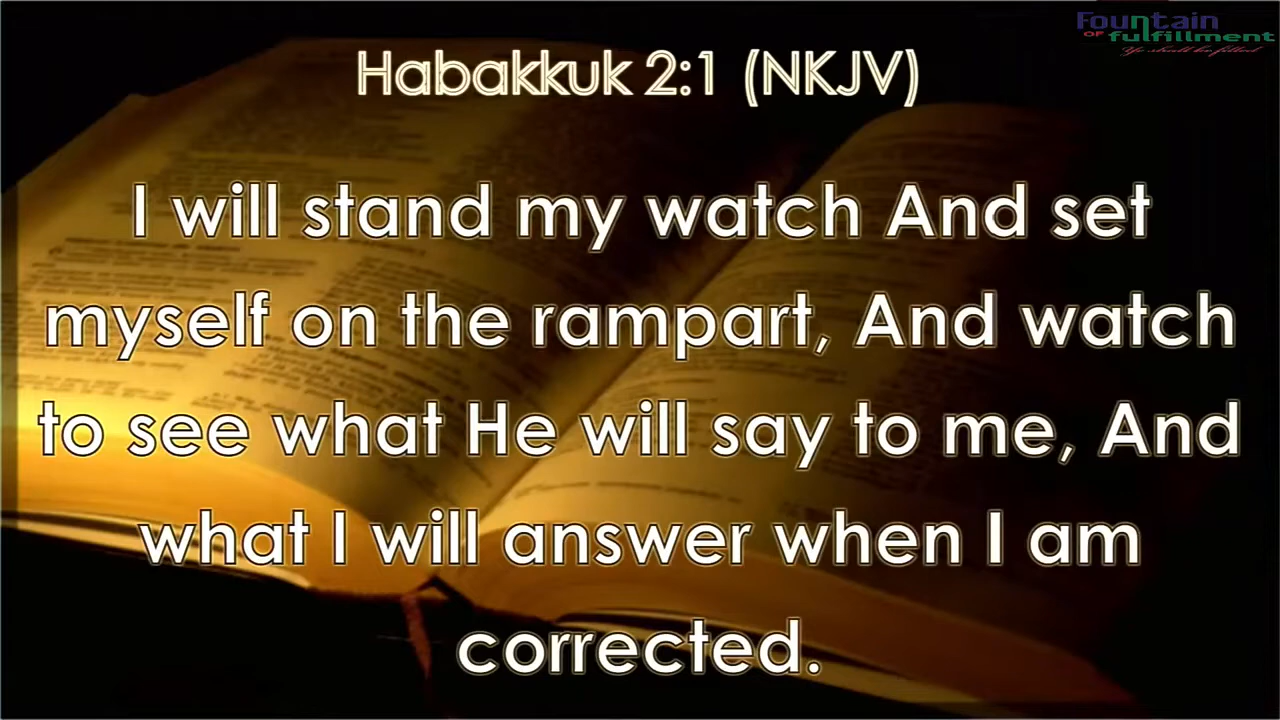 Fountain
OF fulfillment
Ye shall be filled
Habakkuk 2:1 (NKJV)
I will stand my watch And set
myself on the rampart, And watch
to see what He will say to me, And
what I will answer when I am
corrected.